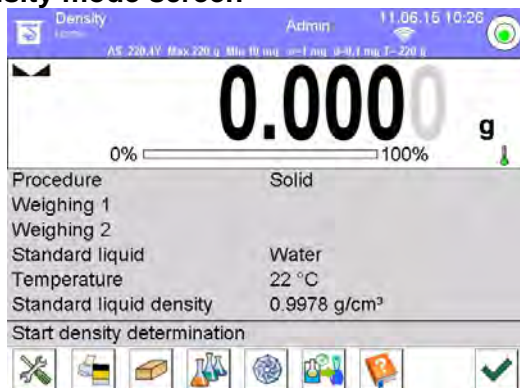 Density mode screen
Density Admin 11.06.15 10:26
Home
AS 220.4Y Max 220 g Min 10 mg e=1 mg d=0.1 mg T=-220 g
0.0000 g
0% 100%
Procedure Solid
Weighing 1
Weighing 2
Standard liquid Water
Temperature 22 °C
Standard liquid density 0.9978 g/cm³
Start density determination